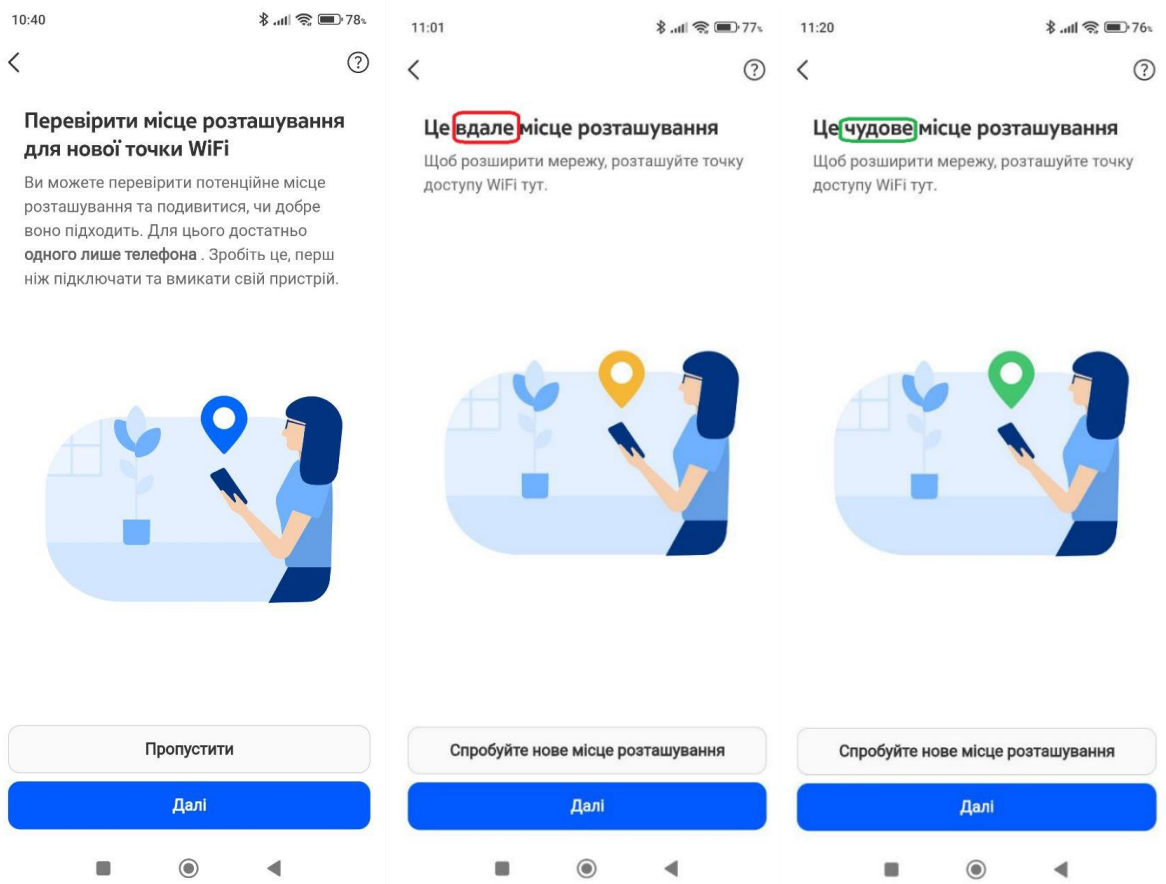 10:40
78%
Перевірити місце розташування
для нової точки WiFi
Ви можете перевірити потенційне місце
розташування та подивитися, чи добре
воно підходить. Для цього достатньо
одного лише телефона . Зробіть це, перш
ніж підключати та вмикати свій пристрій.
Пропустити
Далі
11:01
77%
Це вдале місце розташування
Щоб розширити мережу, розташуйте точку
доступу WiFi тут.
Спробуйте нове місце розташування
Далі
11:20
76%
Це чудове місце розташування
Щоб розширити мережу, розташуйте точку
доступу WiFi тут.
Спробуйте нове місце розташування
Далі